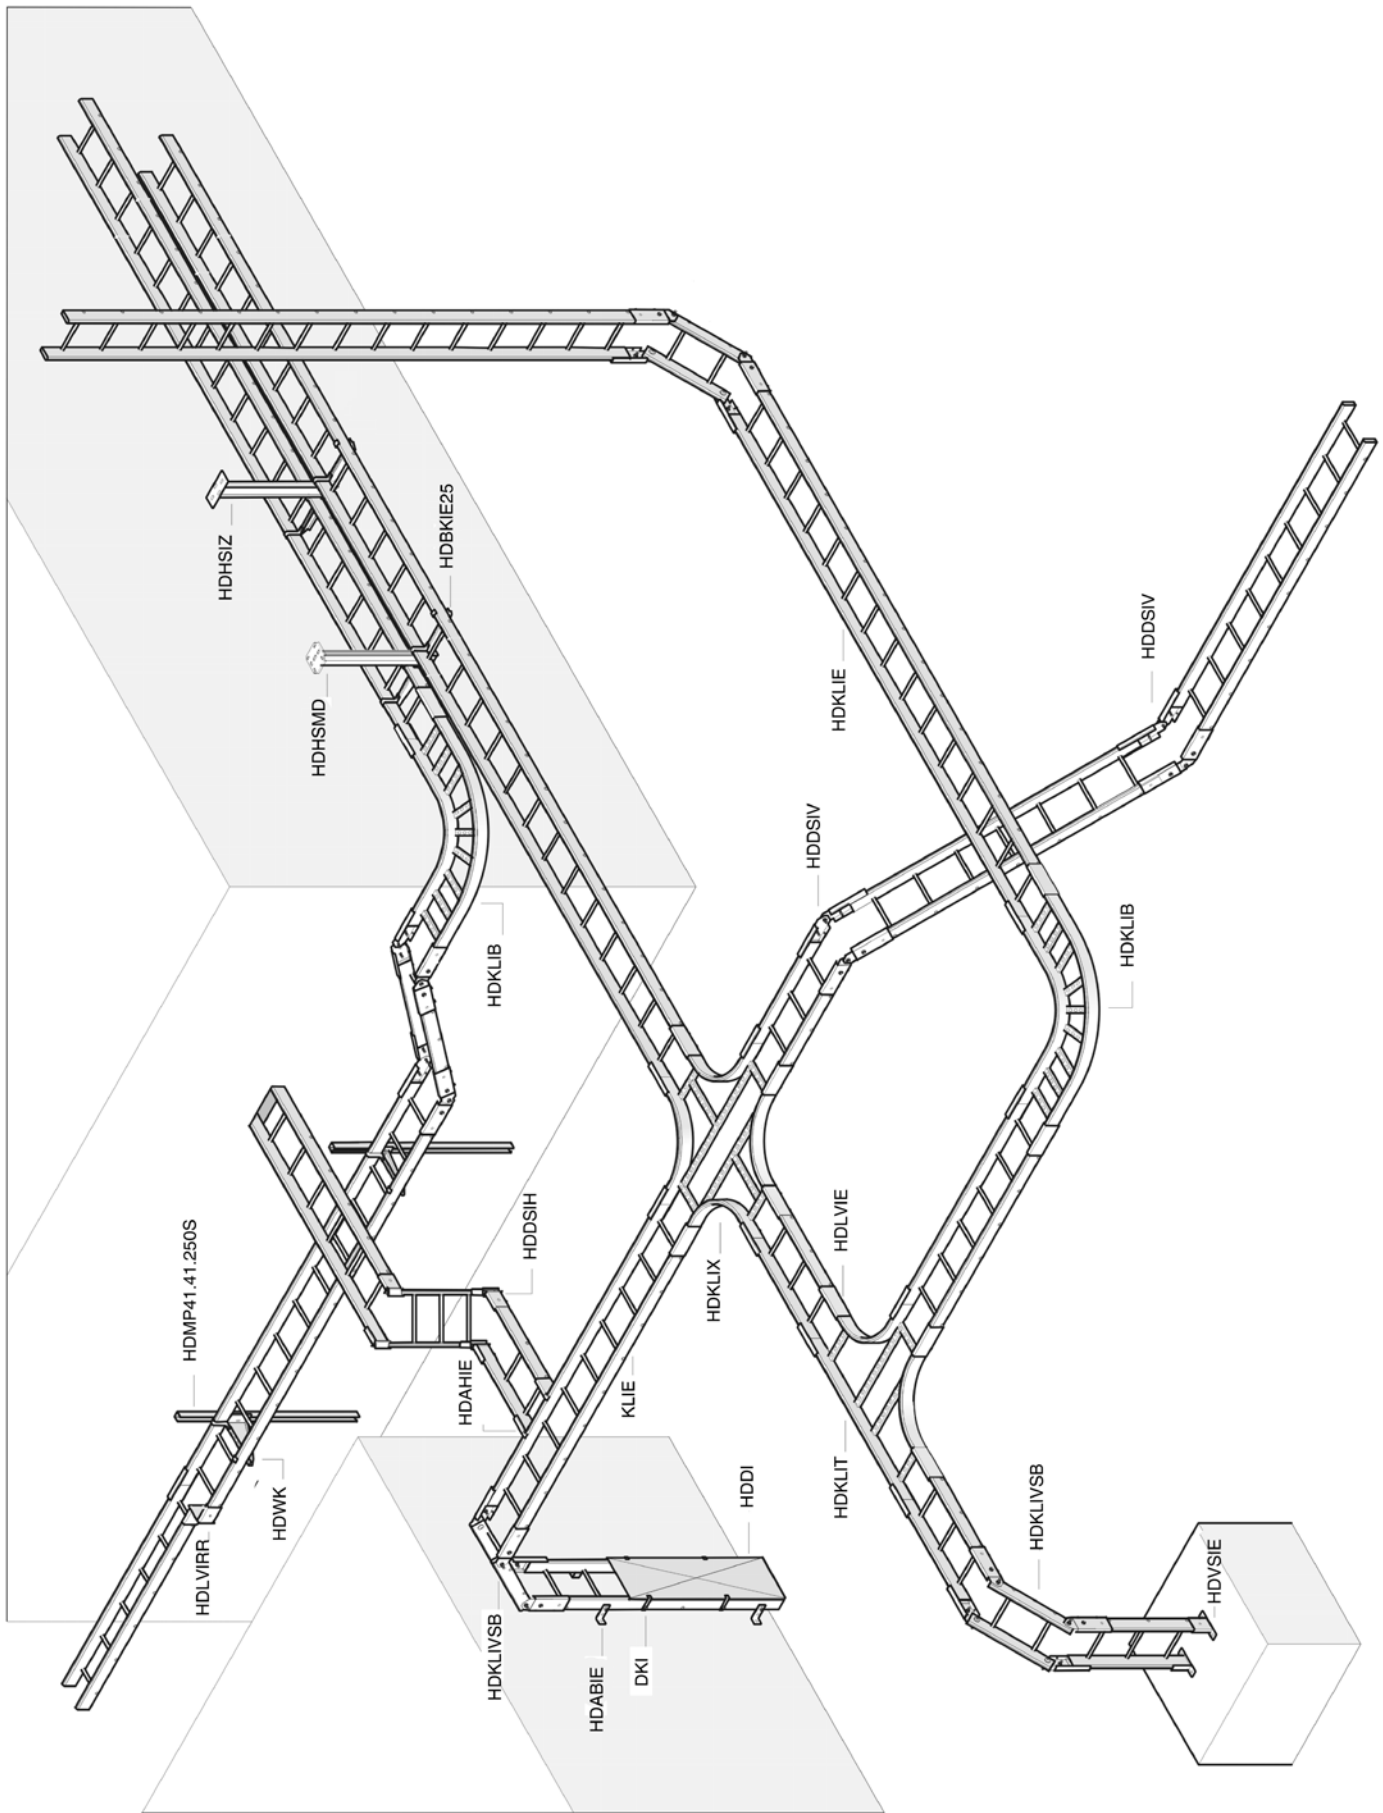 HDHSIZ
HDBKIE25
HDHSMD
HDDSIV
HDKLIE
HDDSIV
HDKLIB
HDKLIB
HDMP41.41.250S
HDDSIH
HDLVIE
HDKLIX
HDAHIE
KLIE
HDWK
HDLVIRR
HDDI
HDKLIT
HDKLIVSB
HDVSIE
HDKLIVSB
HDABIE
DKI